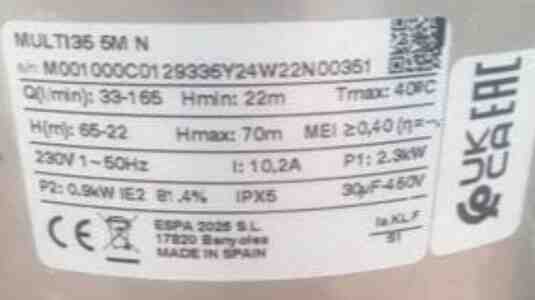 MULTI35 5M N
s/n: M001000C0129335Y24W22N00351
Q(l/min): 33-165 Hmin: 22m Tmax: 40ºC
H(m): 65-22 Hmax: 70m MEI ≥0,40 (η=--
230V 1~50Hz I: 10,2A P1: 2.3kW
P2: 0.9kW IE2 81.4% IPX5 30µF-450V
CE ESPA 2025 S.L. Is.KL.F
17820 Banyoles S1
MADE IN SPAIN
UK CA EAC